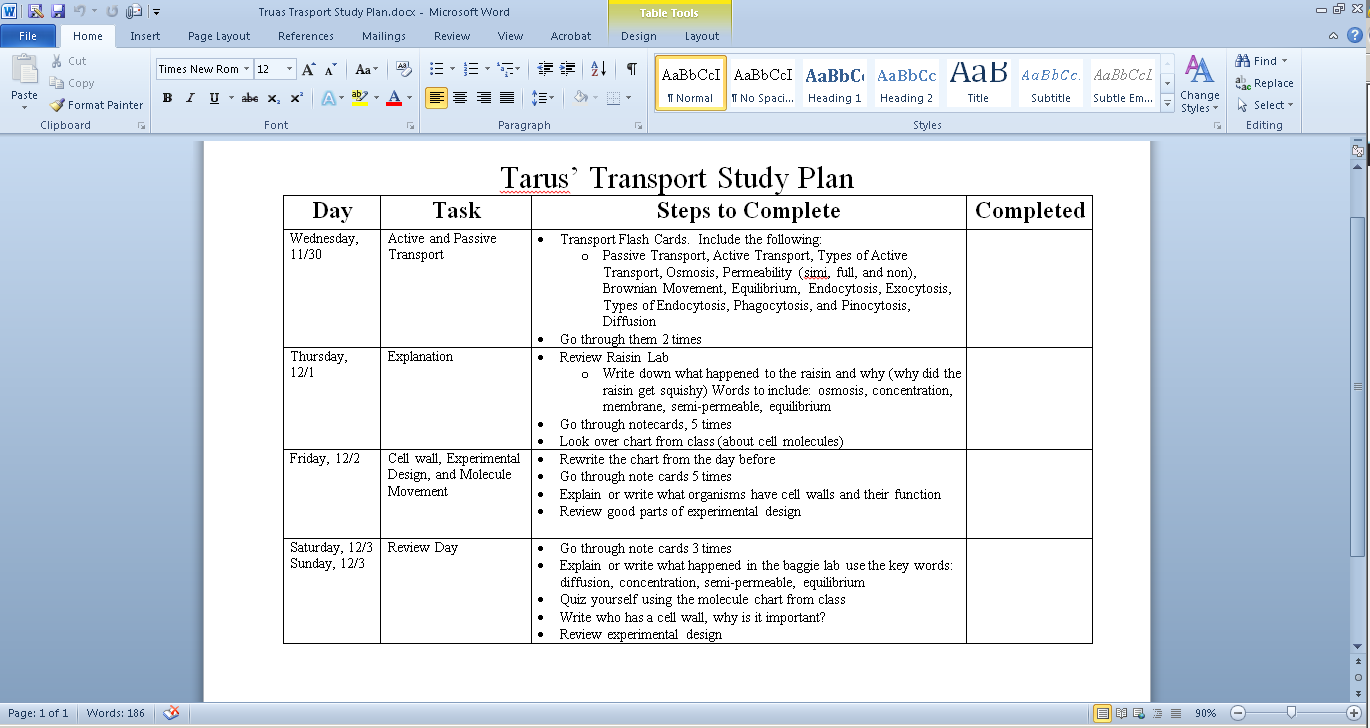 Truas Trasport Study Plan.docx - Microsoft Word
Table Tools
File Home Insert Page Layout References Mailings Review View Acrobat Design Layout
Paste
Cut
Copy
Format Painter
Clipboard
Times New Rom 12
B I U abc x₂ x² A ab A
Font
Paragraph
AaBbCcI AaBbCcI AaBbCc AaBbCc AaB AaBbCc. AaBbCcI
¶ Normal ¶ No Spaci... Heading 1 Heading 2 Title Subtitle Subtle Em...
Change
Styles
Styles
Find
Replace
Select
Editing
Tarus’ Transport Study Plan
Day Task Steps to Complete Completed
Wednesday,
11/30
Active and Passive
Transport
• Transport Flash Cards. Include the following:
o Passive Transport, Active Transport, Types of Active
Transport, Osmosis, Permeability (simi, full, and non),
Brownian Movement, Equilibrium, Endocytosis, Exocytosis,
Types of Endocytosis, Phagocytosis, and Pinocytosis,
Diffusion
• Go through them 2 times
Thursday,
12/1
Explanation
• Review Raisin Lab
o Write down what happened to the raisin and why (why did the
raisin get squishy) Words to include: osmosis, concentration,
membrane, semi-permeable, equilibrium
• Go through notecards, 5 times
• Look over chart from class (about cell molecules)
Friday, 12/2
Cell wall, Experimental
Design, and Molecule
Movement
• Rewrite the chart from the day before
• Go through note cards 5 times
• Explain or write what organisms have cell walls and their function
• Review good parts of experimental design
Saturday, 12/3
Sunday, 12/3
Review Day
• Go through note cards 3 times
• Explain or write what happened in the baggie lab use the key words:
diffusion, concentration, semi-permeable, equilibrium
• Quiz yourself using the molecule chart from class
• Write who has a cell wall, why is it important?
• Review experimental design
Page: 1 of 1 Words: 186 90%